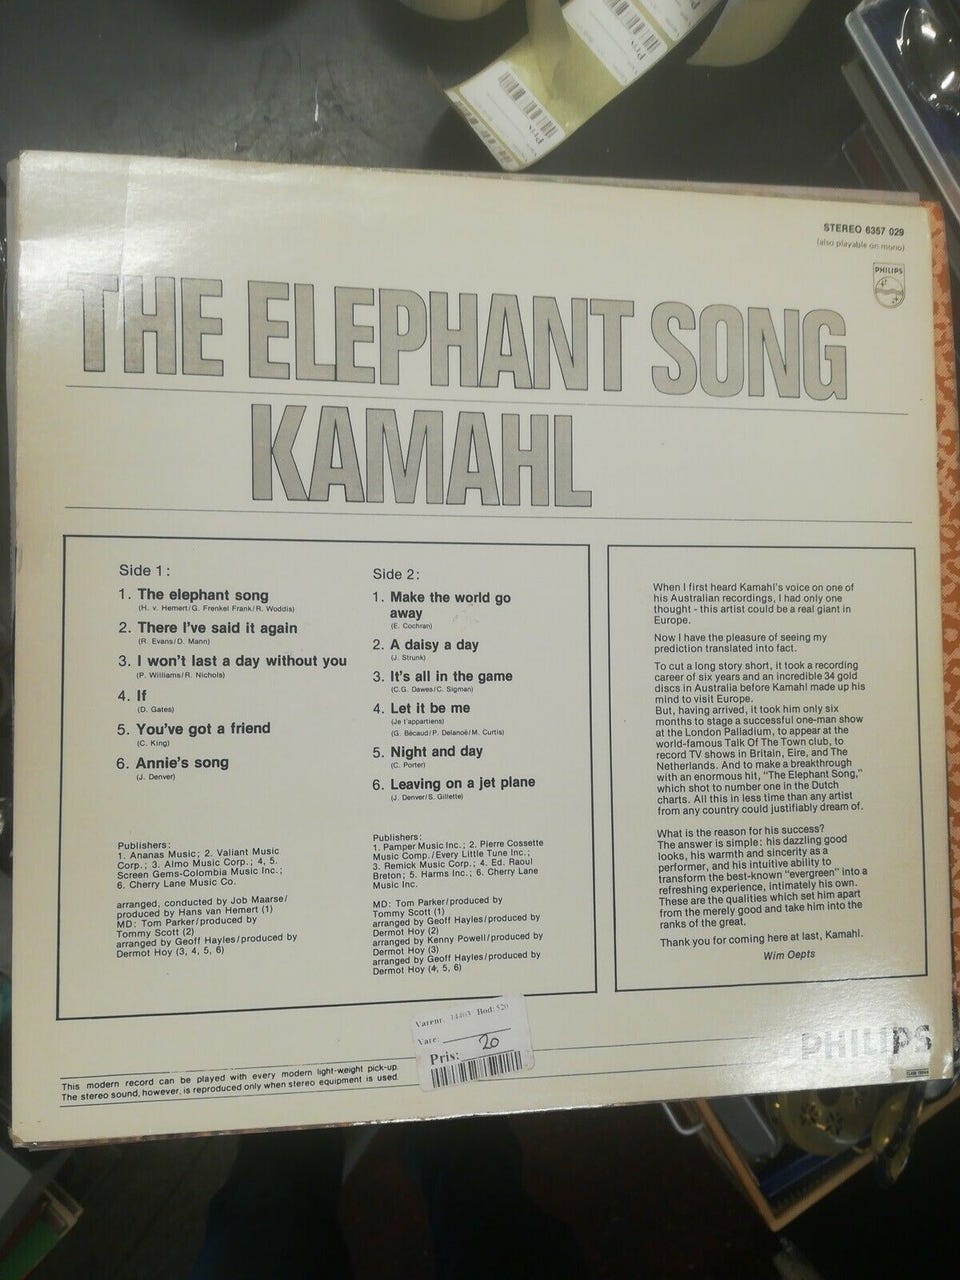 STEREO 6357 029
(also playable on mono)
PHILIPS
THE ELEPHANT SONG
KAMAHL
Side 1:
1. The elephant song
(H. v. Hemert/G. Frenkel Frank/R. Woddis)
2. There I've said it again
(R. Evans/D. Mann)
3. I won't last a day without you
(P. Williams/R. Nichols)
4. If
(D. Gates)
5. You've got a friend
(C. King)
6. Annie's song
(J. Denver)
Publishers:
1. Ananas Music; 2. Valiant Music
Corp.; 3. Almo Music Corp.; 4, 5.
Screen Gems-Colombia Music Inc.;
6. Cherry Lane Music Co.
arranged, conducted by Job Maarse/
produced by Hans van Hemert (1)
MD: Tom Parker/produced by
Tommy Scott (2)
arranged by Geoff Hayles/produced by
Dermot Hoy (3, 4, 5, 6)
Side 2:
1. Make the world go
away
(E. Cochran)
2. A daisy a day
(J. Strunk)
3. It's all in the game
(C.G. Dawes/C. Sigman)
4. Let it be me
(Je t'appartiens)
(G. Bécaud/P. Delanoë/M. Curtis)
5. Night and day
(C. Porter)
6. Leaving on a jet plane
(J. Denver/S. Gillette)
Publishers:
1. Pamper Music Inc.; 2. Pierre Cossette
Music Comp./Every Little Tune Inc.;
3. Remick Music Corp.; 4. Ed. Raoul
Breton; 5. Harms Inc.; 6. Cherry Lane
Music Inc.
MD: Tom Parker/produced by
Tommy Scott (1)
arranged by Geoff Hayles/produced by
Dermot Hoy (2)
arranged by Kenny Powell/produced by
Dermot Hoy (3)
arranged by Geoff Hayles/produced by
Dermot Hoy (4, 5, 6)
When I first heard Kamahl's voice on one of
his Australian recordings, I had only one
thought - this artist could be a real giant in
Europe.
Now I have the pleasure of seeing my
prediction translated into fact.
To cut a long story short, it took a recording
career of six years and an incredible 34 gold
discs in Australia before Kamahl made up his
mind to visit Europe.
But, having arrived, it took him only six
months to stage a successful one-man show
at the London Palladium, to appear at the
world-famous Talk Of The Town club, to
record TV shows in Britain, Eire, and The
Netherlands. And to make a breakthrough
with an enormous hit, "The Elephant Song,"
which shot to number one in the Dutch
charts. All this in less time than any artist
from any country could justifiably dream of.
What is the reason for his success?
The answer is simple: his dazzling good
looks, his warmth and sincerity as a
performer, and his intuitive ability to
transform the best-known "evergreen" into a
refreshing experience, intimately his own.
These are the qualities which set him apart
from the merely good and take him into the
ranks of the great.
Thank you for coming here at last, Kamahl.
Wim Oepts
Varenr. 14403 Bod: 520
Vare:
Pris: 20
PHILIPS
This modern record can be played with every modern light-weight pick-up.
The stereo sound, however, is reproduced only when stereo equipment is used.
Pris
Pris